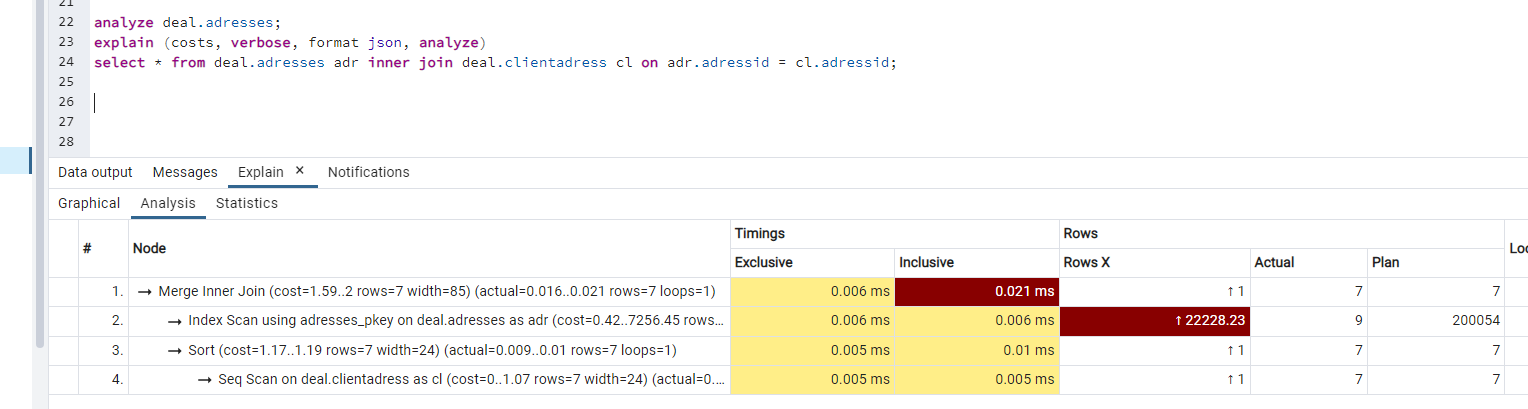 21
22 analyze deal.adresses;
23 explain (costs, verbose, format json, analyze)
24 select * from deal.adresses adr inner join deal.clientadress cl on adr.adressid = cl.adressid;
25
26
27
28
Data output Messages Explain × Notifications
Graphical Analysis Statistics
# Node Timings Rows
Exclusive Inclusive Rows X Actual Plan
1. → Merge Inner Join (cost=1.59..2 rows=7 width=85) (actual=0.016..0.021 rows=7 loops=1) 0.006 ms 0.021 ms ↑ 1 7 7
2. → Index Scan using adresses_pkey on deal.adresses as adr (cost=0.42..7256.45 rows... 0.006 ms 0.006 ms ↑ 22228.23 9 200054
3. → Sort (cost=1.17..1.19 rows=7 width=24) (actual=0.009..0.01 rows=7 loops=1) 0.005 ms 0.01 ms ↑ 1 7 7
4. → Seq Scan on deal.clientadress as cl (cost=0..1.07 rows=7 width=24) (actual=0.... 0.005 ms 0.005 ms ↑ 1 7 7